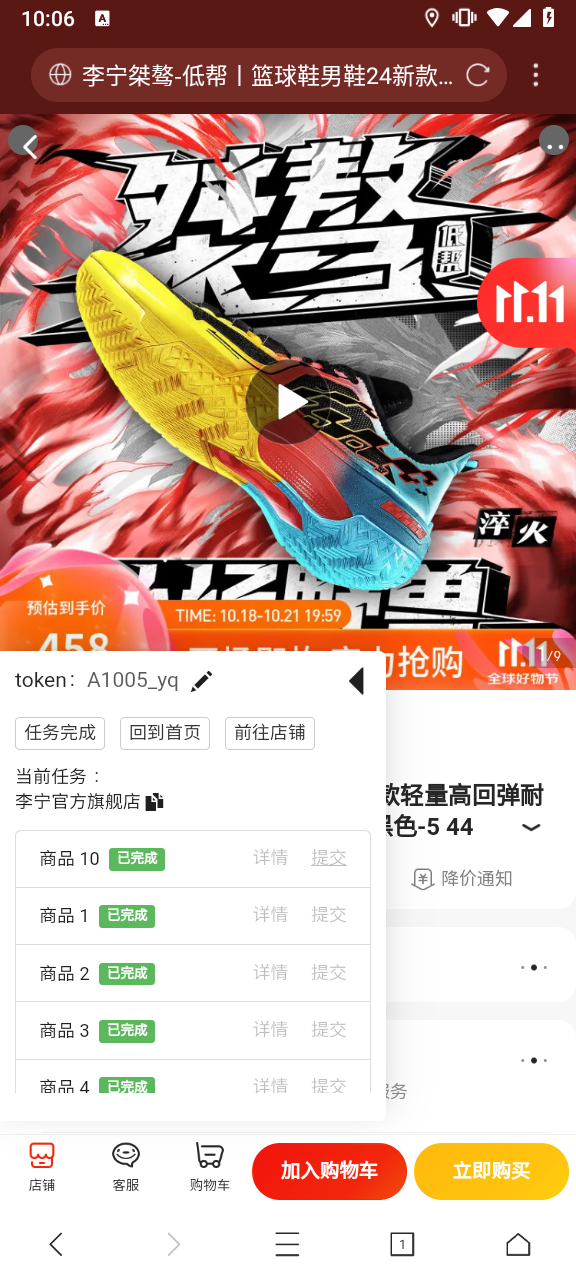 10:06
A
李宁桀骜-低帮丨篮球鞋男鞋24新款...
桀骜
低帮
11.11
淬火
预估到手价
TIME: 10.18-10.21 19:59
458
抢购
11.11
1/9
全球好物节
token： A1005_yq
任务完成
回到首页
前往店铺
当前任务 ：
李宁官方旗舰店
款轻量高回弹耐
黑色-5 44
降价通知
商品 10 已完成 详情 提交
商品 1 已完成 详情 提交
商品 2 已完成 详情 提交
商品 3 已完成 详情 提交
商品 4 已完成 详情 提交
服务
店铺
客服
购物车
加入购物车
立即购买
1